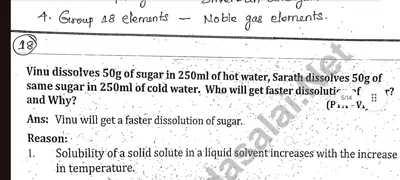 4. Group 18 elements – Noble gas elements.
18
Vinu dissolves 50g of sugar in 250ml of hot water, Sarath dissolves 50g of
same sugar in 250ml of cold water. Who will get faster dissoluti f r?
and Why? (P
5/14
Ans: Vinu will get a faster dissolution of sugar.
Reason:
1. Solubility of a solid solute in a liquid solvent increases with the increase
in temperature.